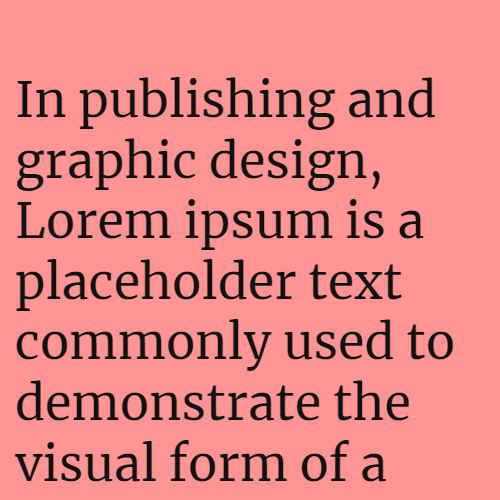 In publishing and
graphic design,
Lorem ipsum is a
placeholder text
commonly used to
demonstrate the
visual form of a